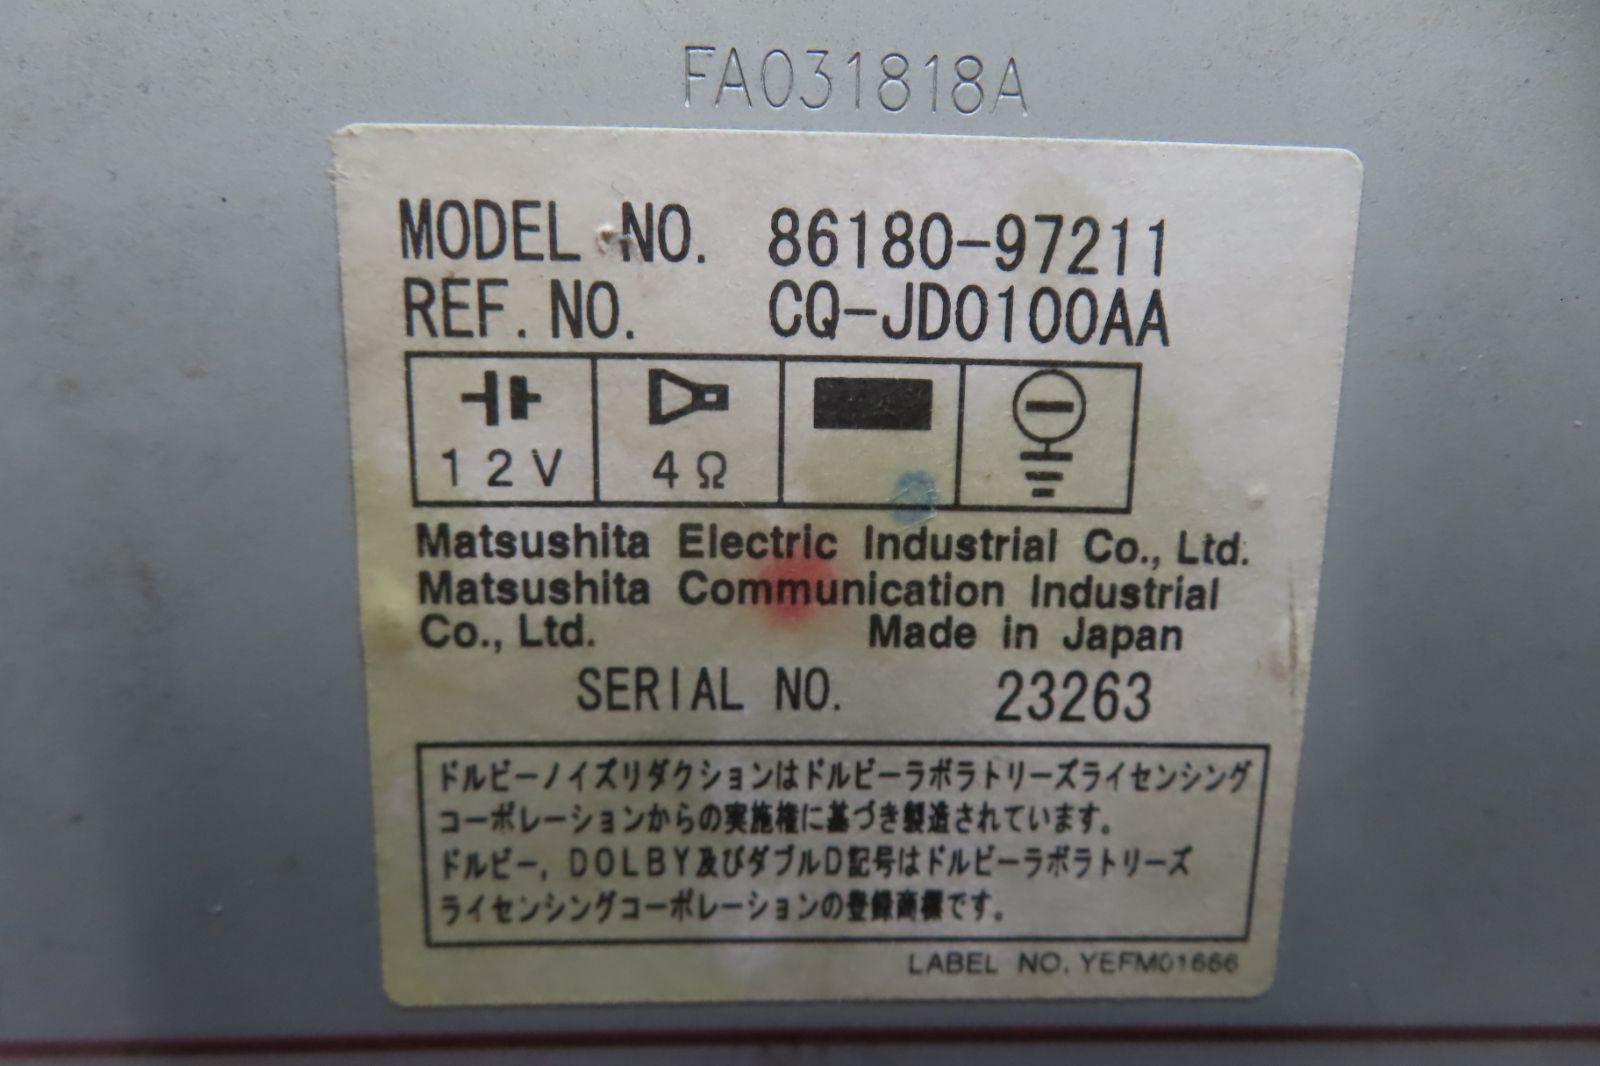 FA031818A
MODEL NO. 86180-97211
REF. NO. CQ-JD0100AA
12V 4Ω
Matsushita Electric Industrial Co., Ltd.
Matsushita Communication Industrial
Co., Ltd. Made in Japan
SERIAL NO. 23263
ドルビーノイズリダクションはドルビーラボラトリーズライセンシング
コーポレーションからの実施権に基づき製造されています。
ドルビー, DOLBY及びダブルD記号はドルビーラボラトリーズ
ライセンシングコーポレーションの登録商標です。
LABEL NO. YEFM01666